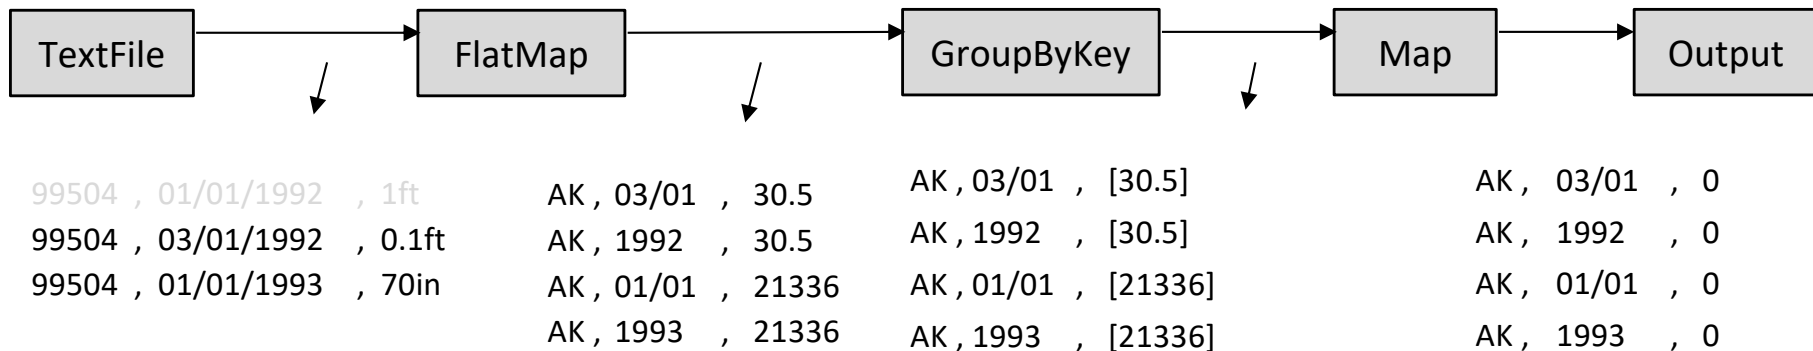 TextFile
FlatMap
GroupByKey
Map
Output
99504 , 01/01/1992 , 1ft
99504 , 03/01/1992 , 0.1ft
99504 , 01/01/1993 , 70in
AK , 03/01 , 30.5
AK , 1992 , 30.5
AK , 01/01 , 21336
AK , 1993 , 21336
AK , 03/01 , [30.5]
AK , 1992 , [30.5]
AK , 01/01 , [21336]
AK , 1993 , [21336]
AK , 03/01 , 0
AK , 1992 , 0
AK , 01/01 , 0
AK , 1993 , 0